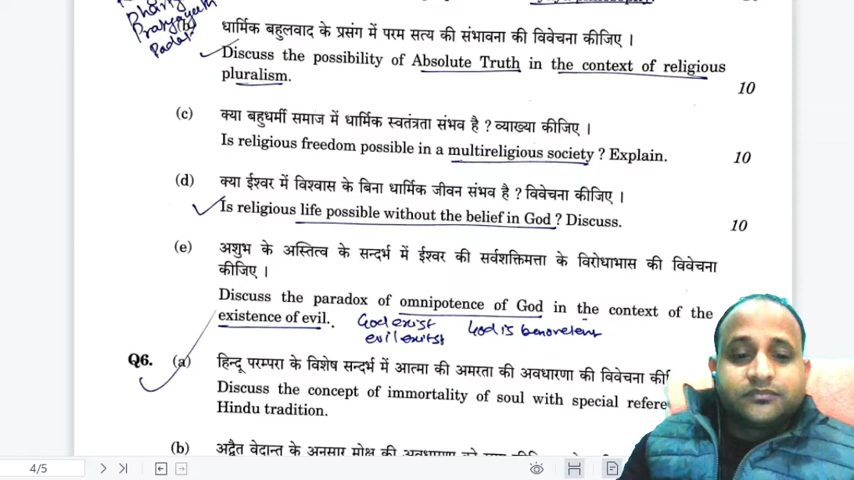 धार्मिक बहुलवाद के प्रसंग में परम सत्य की संभावना की विवेचना कीजिए ।
Discuss the possibility of Absolute Truth in the context of religious
pluralism.
10
(c) क्या बहुधर्मी समाज में धार्मिक स्वतंत्रता संभव है ? व्याख्या कीजिए ।
Is religious freedom possible in a multireligious society ? Explain.
10
(d) क्या ईश्वर में विश्वास के बिना धार्मिक जीवन संभव है ? विवेचना कीजिए ।
Is religious life possible without the belief in God ? Discuss.
10
(e) अशुभ के अस्तित्व के सन्दर्भ में ईश्वर की सर्वशक्तिमत्ता के विरोधाभास की विवेचना
कीजिए ।
Discuss the paradox of omnipotence of God in the context of the
existence of evil.
God exist
God is
evil
Q6. (a) हिन्दू परम्परा के विशेष सन्दर्भ में आत्मा की अमरता की अवधारणा की विवेचना
Discuss the concept of immortality of soul with special
Hindu tradition.
(b) अद्वैत वेदान्त के अनुसार मोक्ष की
4/5